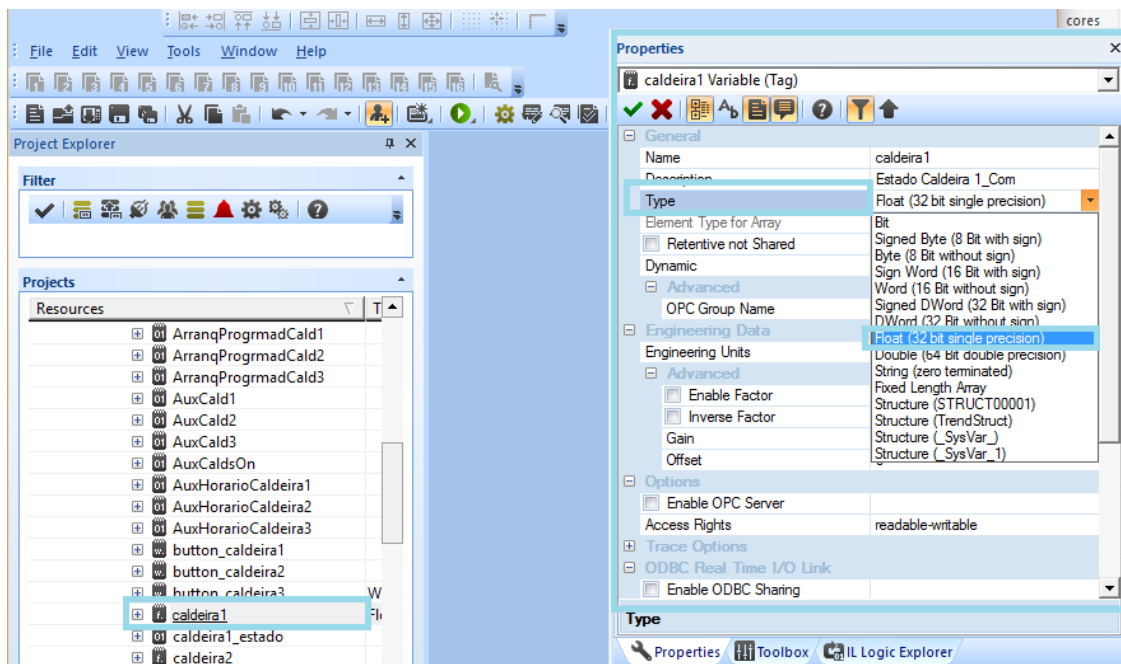 cores
File Edit View Tools Window Help
Project Explorer
Filter
Projects
Resources T
ArranqProgrmadCald1
ArranqProgrmadCald2
ArranqProgrmadCald3
AuxCald1
AuxCald2
AuxCald3
AuxCaldsOn
AuxHorarioCaldeira1
AuxHorarioCaldeira2
AuxHorarioCaldeira3
button_caldeira1
button_caldeira2
button_caldeira3 W
caldeira1
caldeira1_estado
caldeira2
Properties
caldeira1 Variable (Tag)
General
Name caldeira1
Description Estado Caldeira 1_Com
Type Float (32 bit single precision)
Element Type for Array
Retentive not Shared
Dynamic
Advanced
OPC Group Name
Engineering Data
Engineering Units
Advanced
Enable Factor
Inverse Factor
Gain
Offset
Bit
Signed Byte (8 Bit with sign)
Byte (8 Bit without sign)
Sign Word (16 Bit with sign)
Word (16 Bit without sign)
Signed DWord (32 Bit with sign)
DWord (32 Bit without sign)
Float (32 bit single precision)
Double (64 Bit double precision)
String (zero terminated)
Fixed Length Array
Structure (STRUCT00001)
Structure (TrendStruct)
Structure (_SysVar_)
Structure (_SysVar_1)
Options
Enable OPC Server
Access Rights readable-writable
Trace Options
ODBC Real Time I/O Link
Enable ODBC Sharing
Type
Properties Toolbox IL Logic Explorer